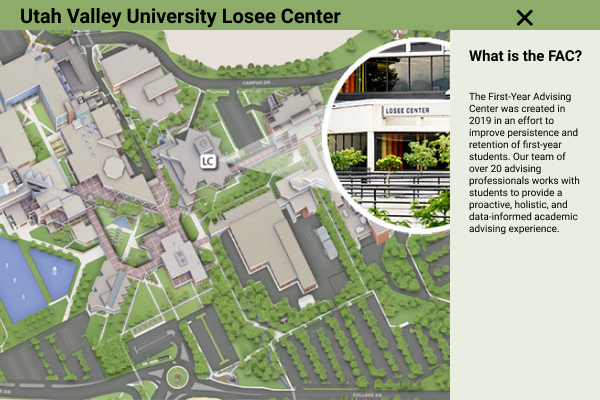 Utah Valley University Losee Center
What is the FAC?
CAMPUS DR
LOSEE CENTER
LC
The First-Year Advising
Center was created in
2019 in an effort to
improve persistence and
retention of first-year
students. Our team of
over 20 advising
professionals works with
students to provide a
proactive, holistic, and
data-informed academic
advising experience.
COLLEGE DR